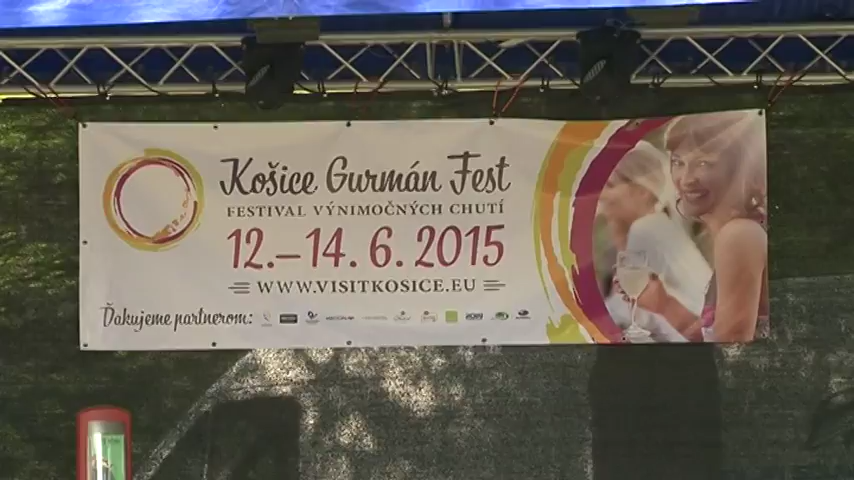 Košice Gurmán Fest
FESTIVAL VÝNIMOČNÝCH CHUTÍ
12.–14. 6. 2015
WWW.VISITKOSICE.EU
Ďakujeme partnerom: